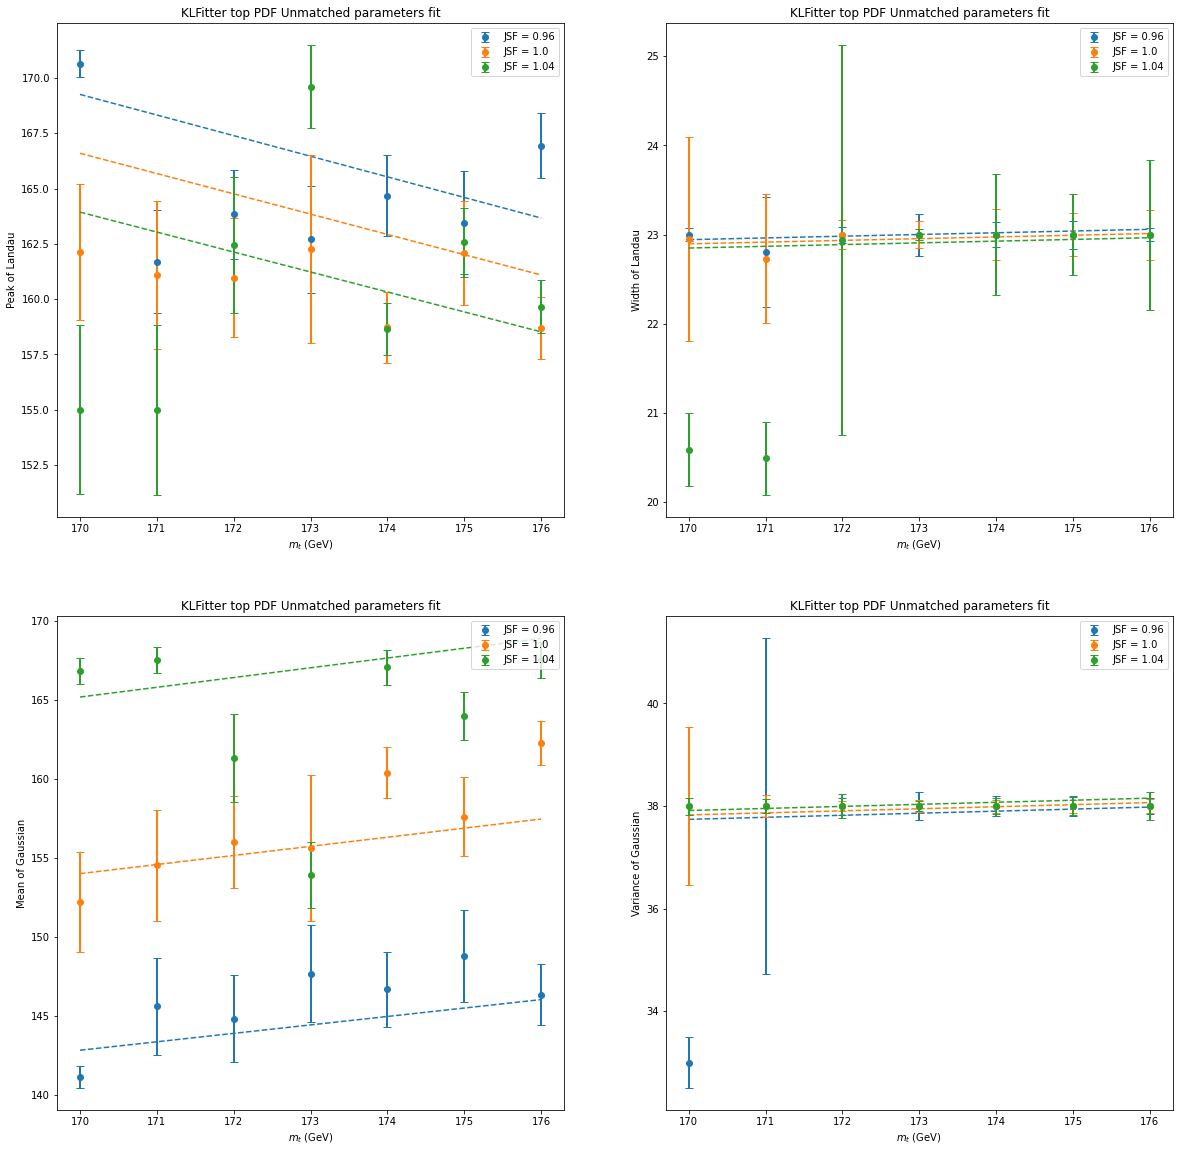 KLFitter top PDF Unmatched parameters fit
JSF = 0.96
JSF = 1.0
JSF = 1.04
Peak of Landau
170.0
167.5
165.0
162.5
160.0
157.5
155.0
152.5
170 171 172 173 174 175 176
m_t (GeV)
KLFitter top PDF Unmatched parameters fit
JSF = 0.96
JSF = 1.0
JSF = 1.04
Width of Landau
25
24
23
22
21
20
170 171 172 173 174 175 176
m_t (GeV)
KLFitter top PDF Unmatched parameters fit
JSF = 0.96
JSF = 1.0
JSF = 1.04
Mean of Gaussian
170
165
160
155
150
145
140
170 171 172 173 174 175 176
m_t (GeV)
KLFitter top PDF Unmatched parameters fit
JSF = 0.96
JSF = 1.0
JSF = 1.04
Variance of Gaussian
40
38
36
34
170 171 172 173 174 175 176
m_t (GeV)